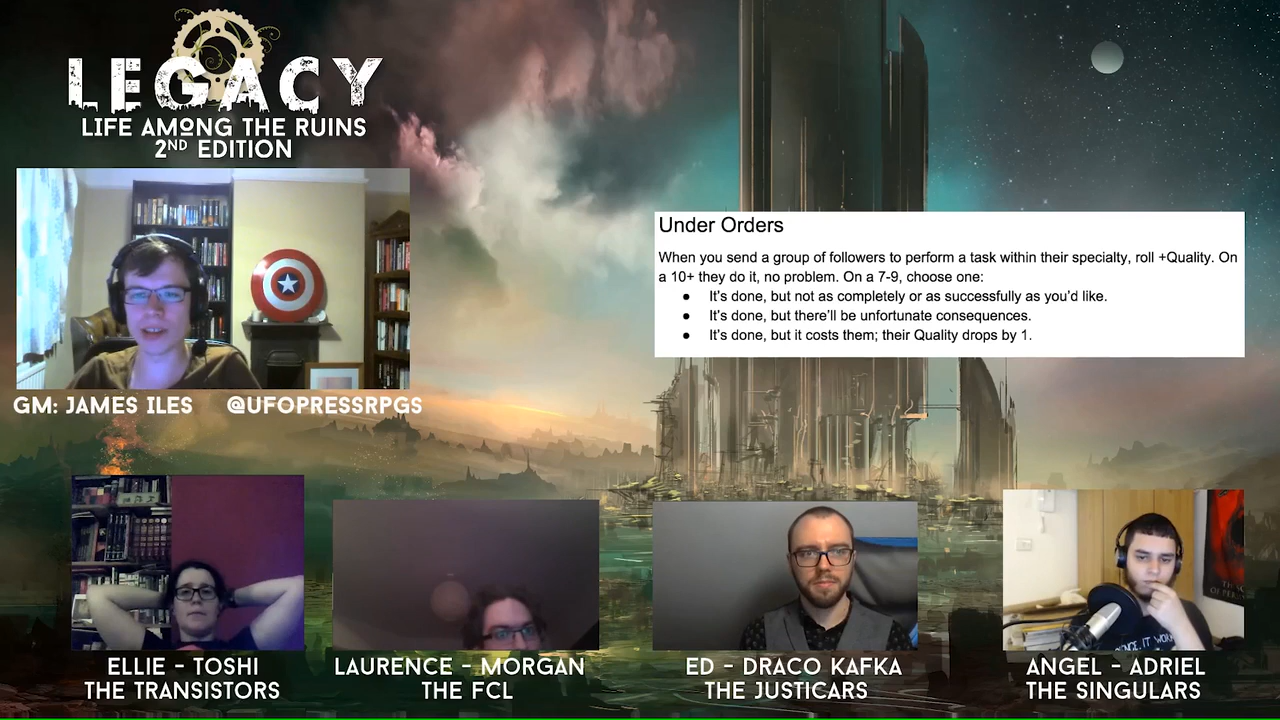 LEGACY
LIFE AMONG THE RUINS
2ND EDITION
GM: JAMES ILES @UFOPRESSRPGS
Under Orders
When you send a group of followers to perform a task within their specialty, roll +Quality. On
a 10+ they do it, no problem. On a 7-9, choose one:
● It's done, but not as completely or as successfully as you'd like.
● It's done, but there'll be unfortunate consequences.
● It's done, but it costs them; their Quality drops by 1.
ELLIE - TOSHI
THE TRANSISTORS
LAURENCE - MORGAN
THE FCL
ED - DRACO KAFKA
THE JUSTICARS
ANGEL - ADRIEL
THE SINGULARS